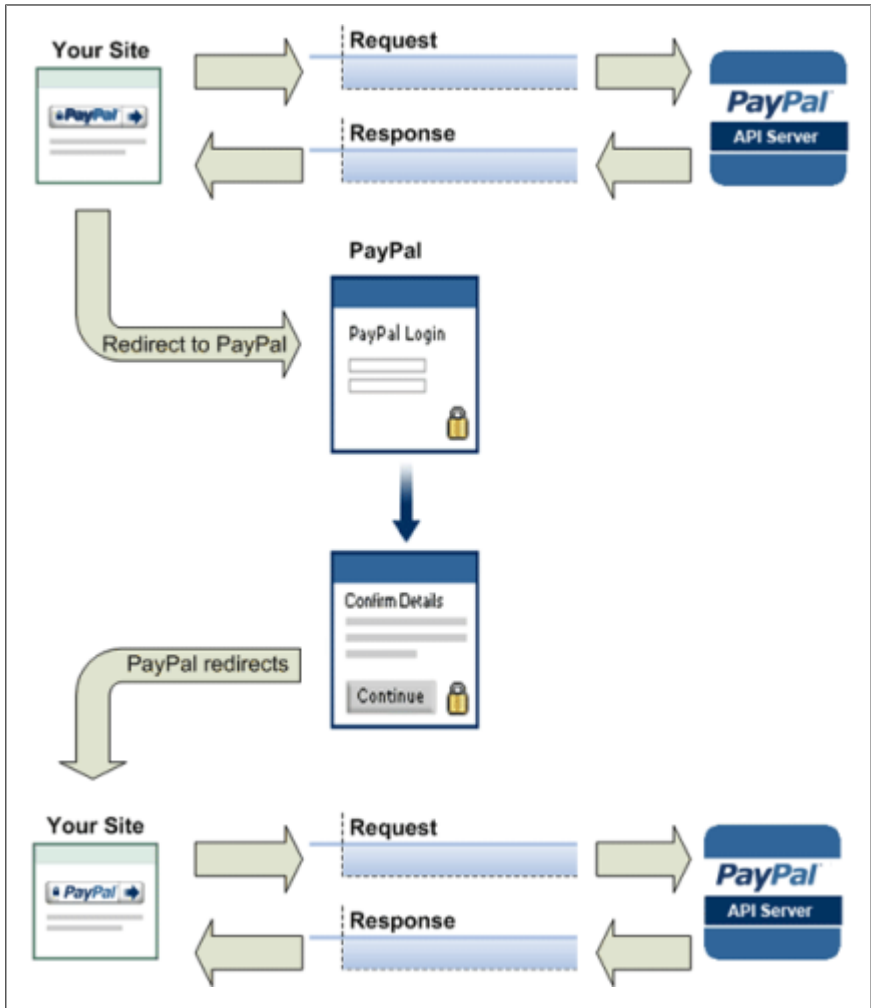 Your Site
Request
PayPal
PayPal
API Server
Response
PayPal
PayPal Login
Redirect to PayPal
Confirm Details
PayPal redirects
Continue
Your Site
Request
PayPal
PayPal
API Server
Response